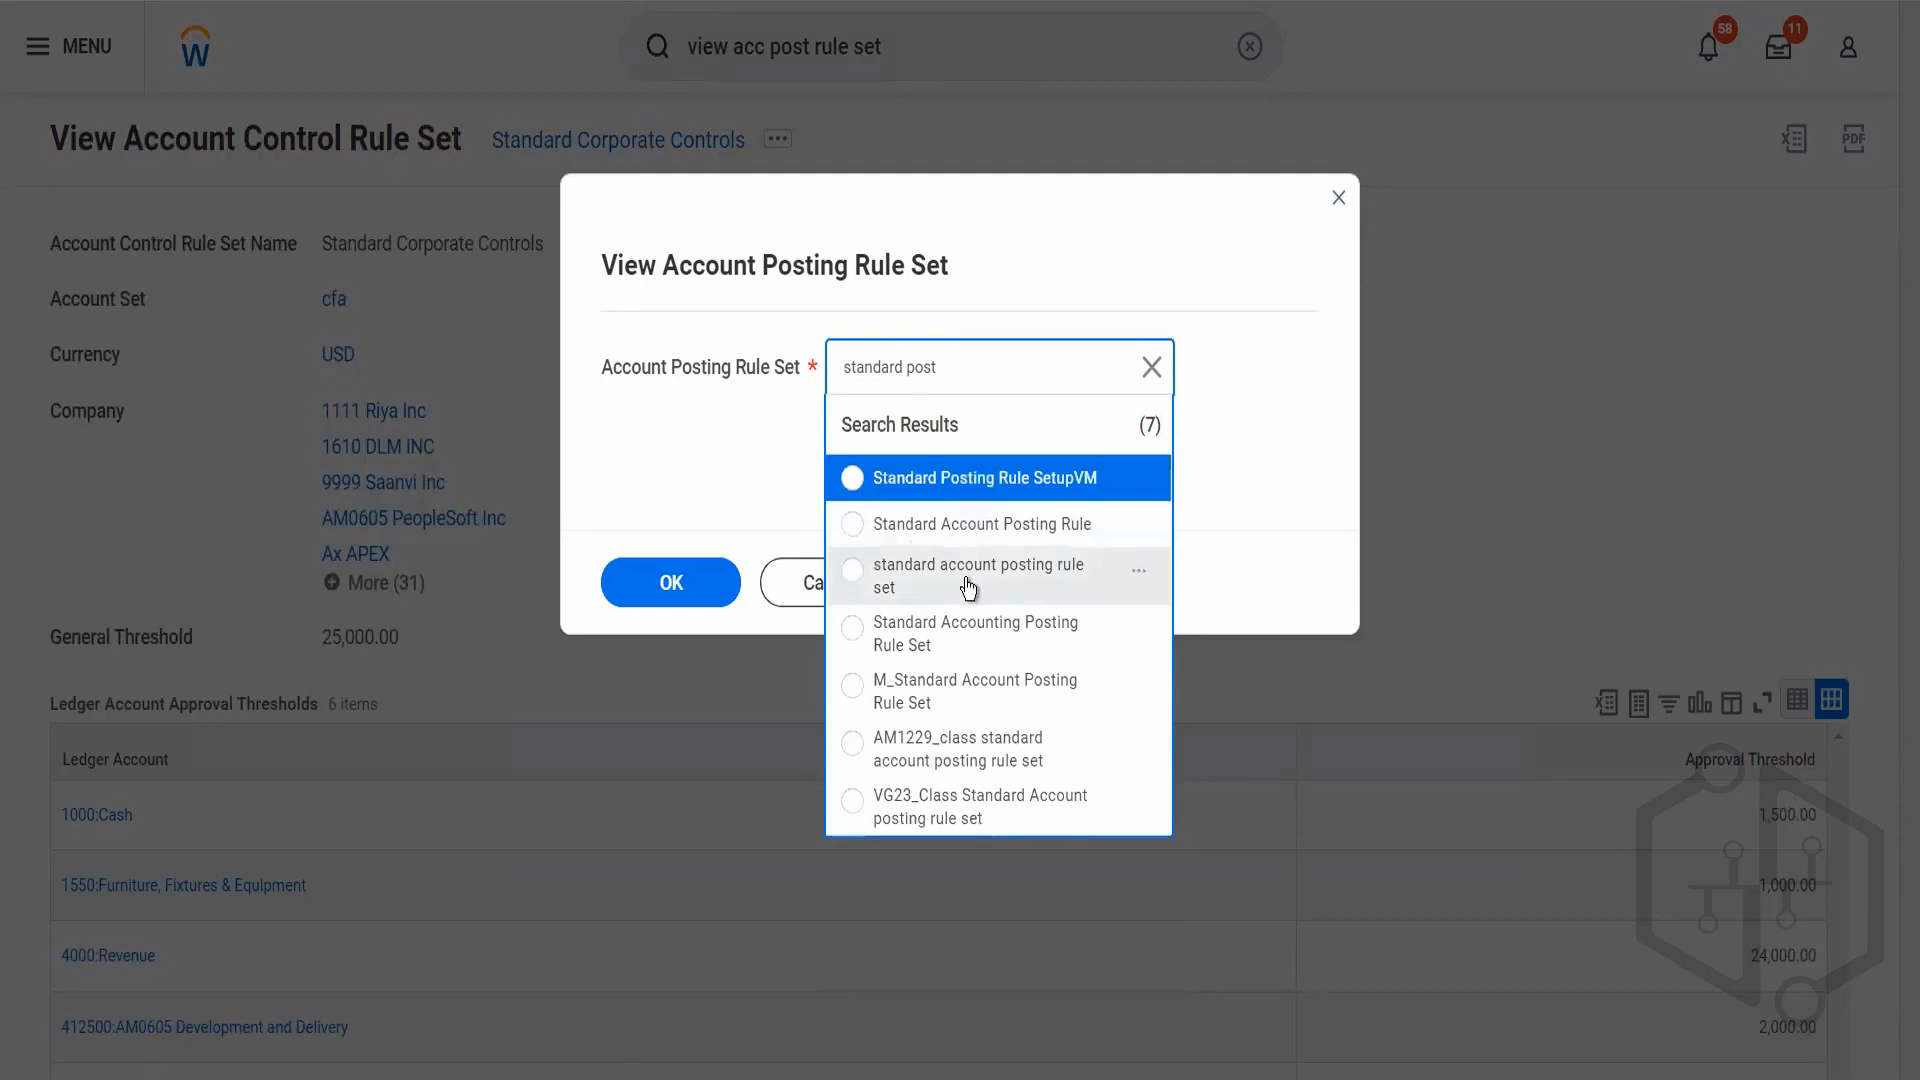 MENU
W
view acc post rule set
58
11
View Account Control Rule Set
Standard Corporate Controls
PDF
Account Control Rule Set Name
Standard Corporate Controls
Account Set
cfa
Currency
USD
Company
1111 Riya Inc
1610 DLM INC
9999 Saanvi Inc
AM0605 PeopleSoft Inc
Ax APEX
More (31)
General Threshold
25,000.00
View Account Posting Rule Set
Account Posting Rule Set *
standard post
Search Results
(7)
Standard Posting Rule SetupVM
Standard Account Posting Rule
standard account posting rule
set
Standard Accounting Posting
Rule Set
M_Standard Account Posting
Rule Set
AM1229_class standard
account posting rule set
VG23_Class Standard Account
posting rule set
OK
Ca
Ledger Account Approval Thresholds 6 items
Ledger Account
Approval Threshold
1000:Cash
1,500.00
1550:Furniture, Fixtures & Equipment
1,000.00
4000:Revenue
24,000.00
412500:AM0605 Development and Delivery
2,000.00